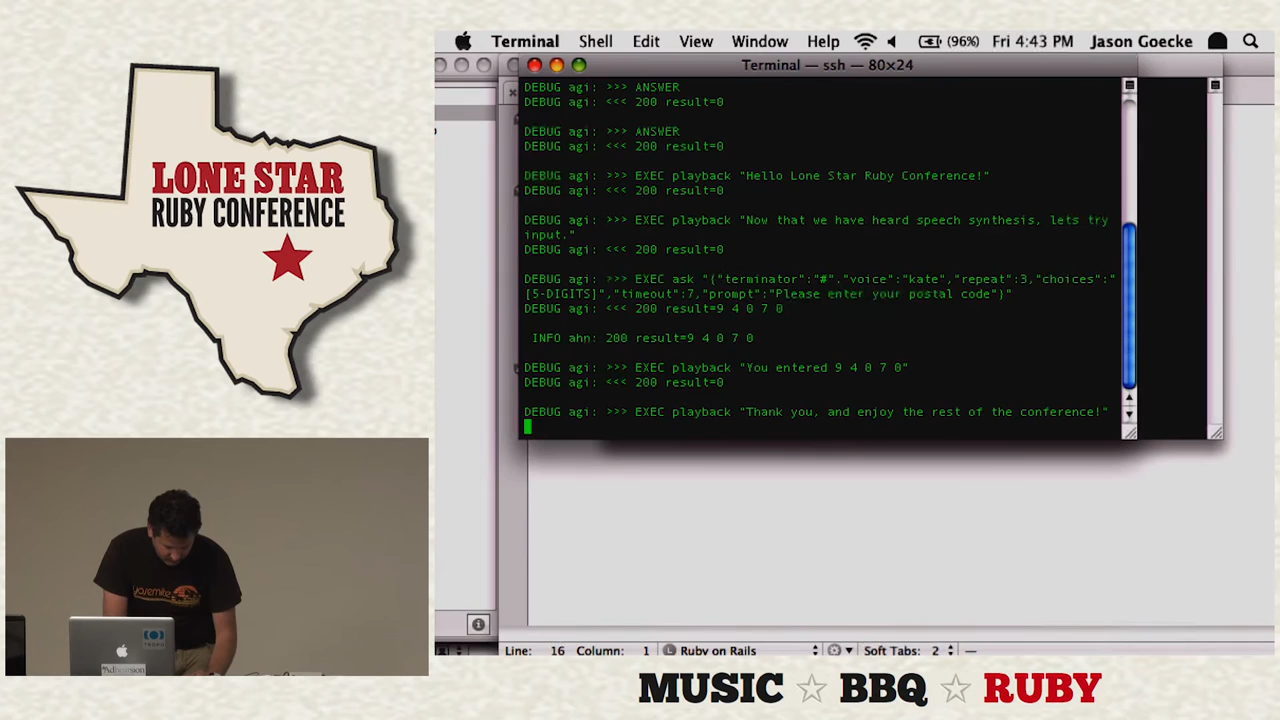 LONE STAR
RUBY CONFERENCE
Terminal Shell Edit View Window Help (96%) Fri 4:43 PM Jason Goecke
Terminal — ssh — 80×24
DEBUG agi: >>> ANSWER
DEBUG agi: <<< 200 result=0
DEBUG agi: >>> ANSWER
DEBUG agi: <<< 200 result=0
DEBUG agi: >>> EXEC playback "Hello Lone Star Ruby Conference!"
DEBUG agi: <<< 200 result=0
DEBUG agi: >>> EXEC playback "Now that we have heard speech synthesis, lets try
input."
DEBUG agi: <<< 200 result=0
DEBUG agi: >>> EXEC ask "{"terminator":"#","voice":"kate","repeat":3,"choices":"
[5-DIGITS]","timeout":7,"prompt":"Please enter your postal code"}"
DEBUG agi: <<< 200 result=9 4 0 7 0
INFO ahn: 200 result=9 4 0 7 0
DEBUG agi: >>> EXEC playback "You entered 9 4 0 7 0"
DEBUG agi: <<< 200 result=0
DEBUG agi: >>> EXEC playback "Thank you, and enjoy the rest of the conference!"
Line: 16 Column: 1 Ruby on Rails Soft Tabs: 2 —
yosemite
Adhearsion
MUSIC ☆ BBQ ☆ RUBY